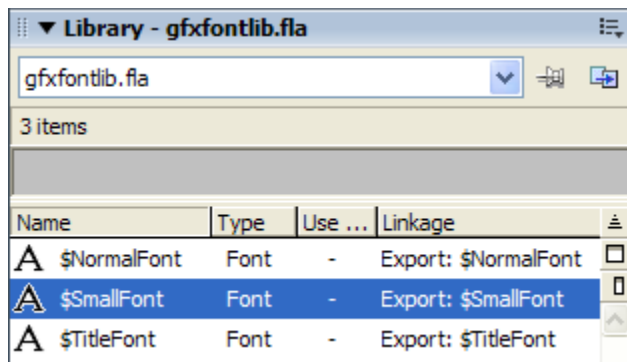 Library - gfxfontlib.fla
gfxfontlib.fla
3 items
Name Type Use ... Linkage
A $NormalFont Font - Export: $NormalFont
A $SmallFont Font - Export: $SmallFont
A $TitleFont Font - Export: $TitleFont